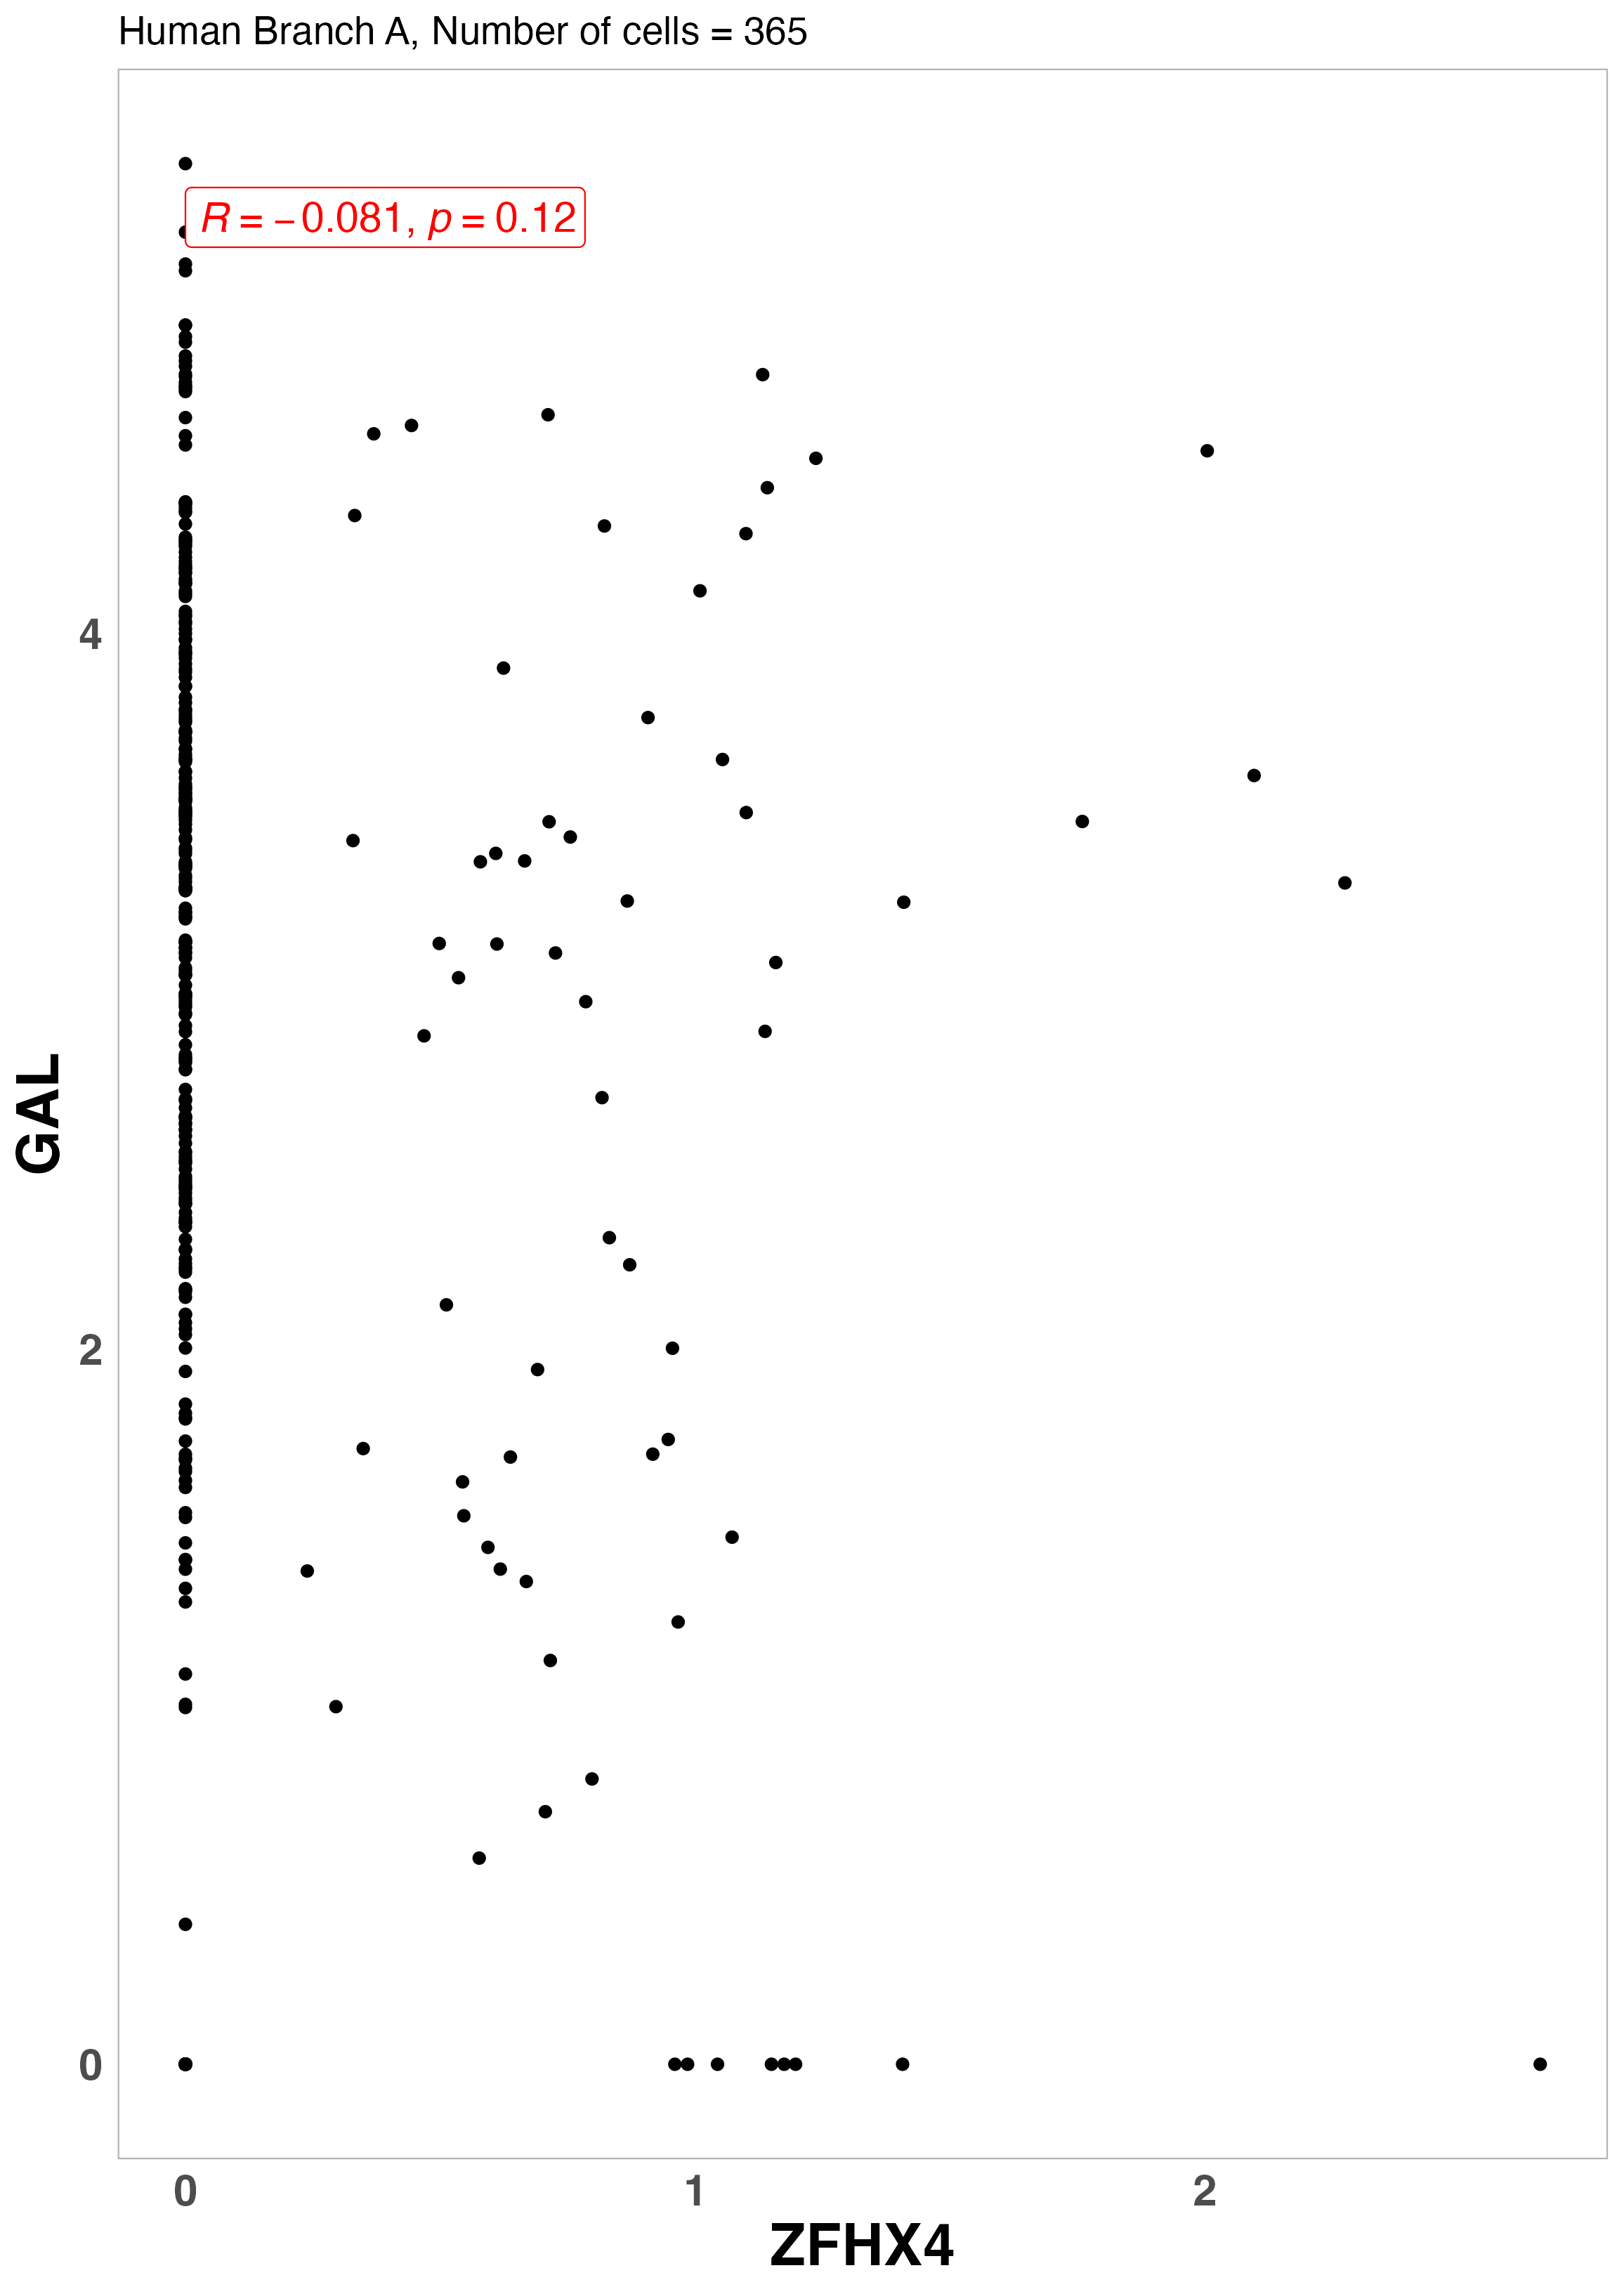 Human Branch A, Number of cells = 365
R = −0.081, p = 0.12
4
2
0
GAL
0 1 2
ZFHX4